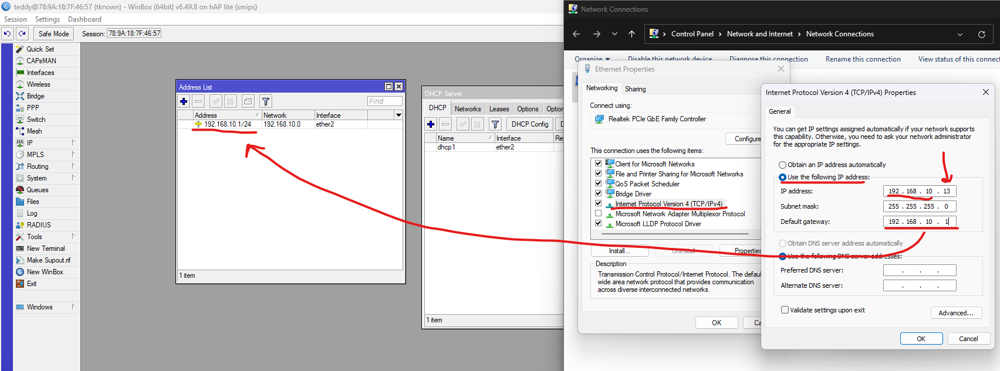 teddy@78:9A:18:7F:46:57 (tknown) - WinBox (64bit) v6.49.8 on hAP lite (smips)
Session Settings Dashboard
Safe Mode Session: 78:9A:18:7F:46:57
Quick Set
CAPsMAN
Interfaces
Wireless
Bridge
PPP
Switch
Mesh
IP
MPLS
Routing
System
Queues
Files
Log
RADIUS
Tools
New Terminal
Make Supout.rif
New WinBox
Exit
Windows
Address List
Find
Address Network Interface
192.168.10.1/24 192.168.10.0 ether2
1 item
DHCP Server
DHCP Networks Leases Options Option
DHCP Config D
Name Interface Re
dhcp1 ether2
1 item
Network Connections
Control Panel > Network and Internet > Network Connections
Organize Disable this network device Diagnose this connection Rename this connection View status of this connect
Ethernet Properties
Networking Sharing
Connect using:
Realtek PCIe GbE Family Controller
Configure
This connection uses the following items:
Client for Microsoft Networks
File and Printer Sharing for Microsoft Networks
QoS Packet Scheduler
Bridge Driver
Internet Protocol Version 4 (TCP/IPv4)
Microsoft Network Adapter Multiplexor Protocol
Microsoft LLDP Protocol Driver
Install... Uninstall Properties
Description
Transmission Control Protocol/Internet Protocol. The defau
wide area network protocol that provides communication
across diverse interconnected networks.
OK Ca
Internet Protocol Version 4 (TCP/IPv4) Properties
General
You can get IP settings assigned automatically if your network supports
this capability. Otherwise, you need to ask your network administrator
for the appropriate IP settings.
Obtain an IP address automatically
Use the following IP address:
IP address: 192 . 168 . 10 . 13
Subnet mask: 255 . 255 . 255 . 0
Default gateway: 192 . 168 . 10 . 1
Obtain DNS server address automatically
Use the following DNS server addresses:
Preferred DNS server: . . .
Alternate DNS server: . . .
Validate settings upon exit
Advanced...
OK Cancel